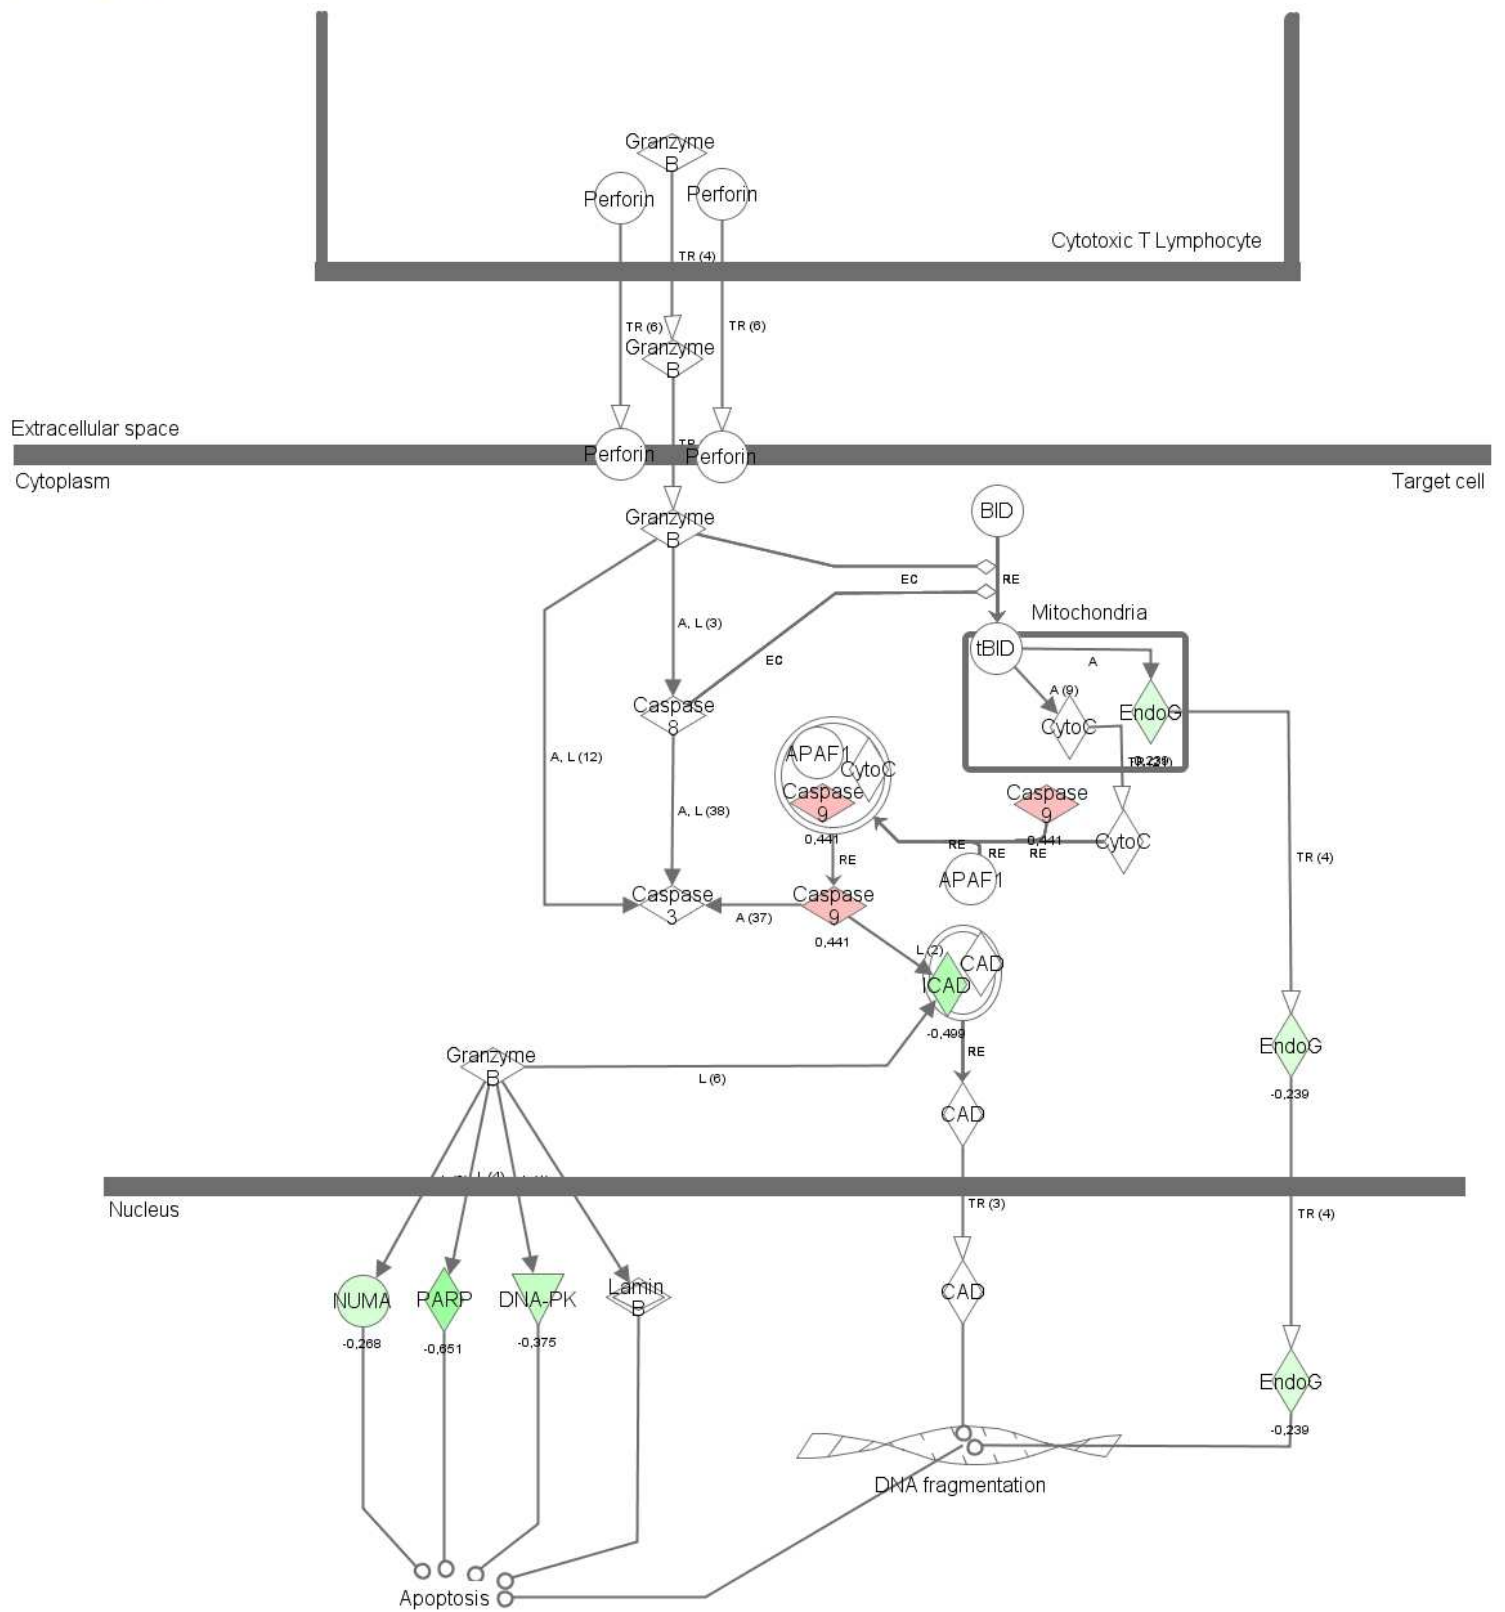 Granzyme
B
Perforin
Perforin
Cytotoxic T Lymphocyte
TR (4)
TR (6)
TR (6)
Granzyme
B
Extracellular space
TR
Perforin
Perforin
Cytoplasm
Target cell
Granzyme
B
BID
EC
RE
Mitochondria
A, L (3)
tBID
A
EC
A (9)
Caspase
8
EndoG
CytoC
A, L (12)
APAF1
CytoC
-0,239
Caspase
9
Caspase
9
A, L (38)
0,441
0,441
CytoC
RE
RE
RE
RE
TR (4)
APAF1
Caspase
3
Caspase
9
A (37)
0,441
L (2)
CAD
ICAD
-0,499
RE
EndoG
Granzyme
B
L (6)
-0,239
CAD
L (4)
Nucleus
TR (3)
TR (4)
NUMA
PARP
DNA-PK
Lamin
B
CAD
-0,268
-0,651
-0,375
EndoG
-0,239
DNA fragmentation
Apoptosis